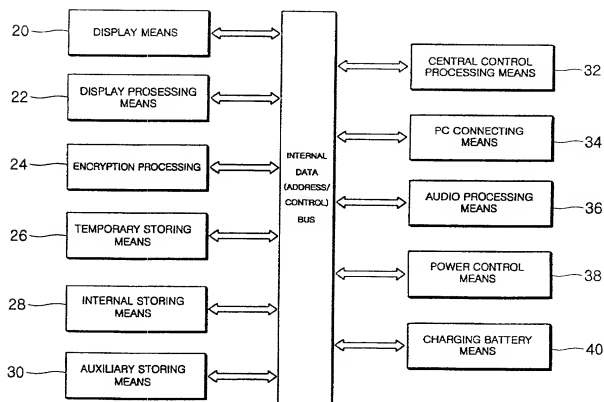 20
DISPLAY MEANS
22
DISPLAY PROSESSING
MEANS
24
ENCRYPTION PROCESSING
26
TEMPORARY STORING
MEANS
28
INTERNAL STORING
MEANS
30
AUXILIARY STORING
MEANS
INTERNAL
DATA
(ADDRESS/
CONTROL)
BUS
CENTRAL CONTROL
PROCESSING MEANS
32
PC CONNECTING
MEANS
34
AUDIO PROCESSING
MEANS
36
POWER CONTROL
MEANS
38
CHARGING BATTERY
MEANS
40